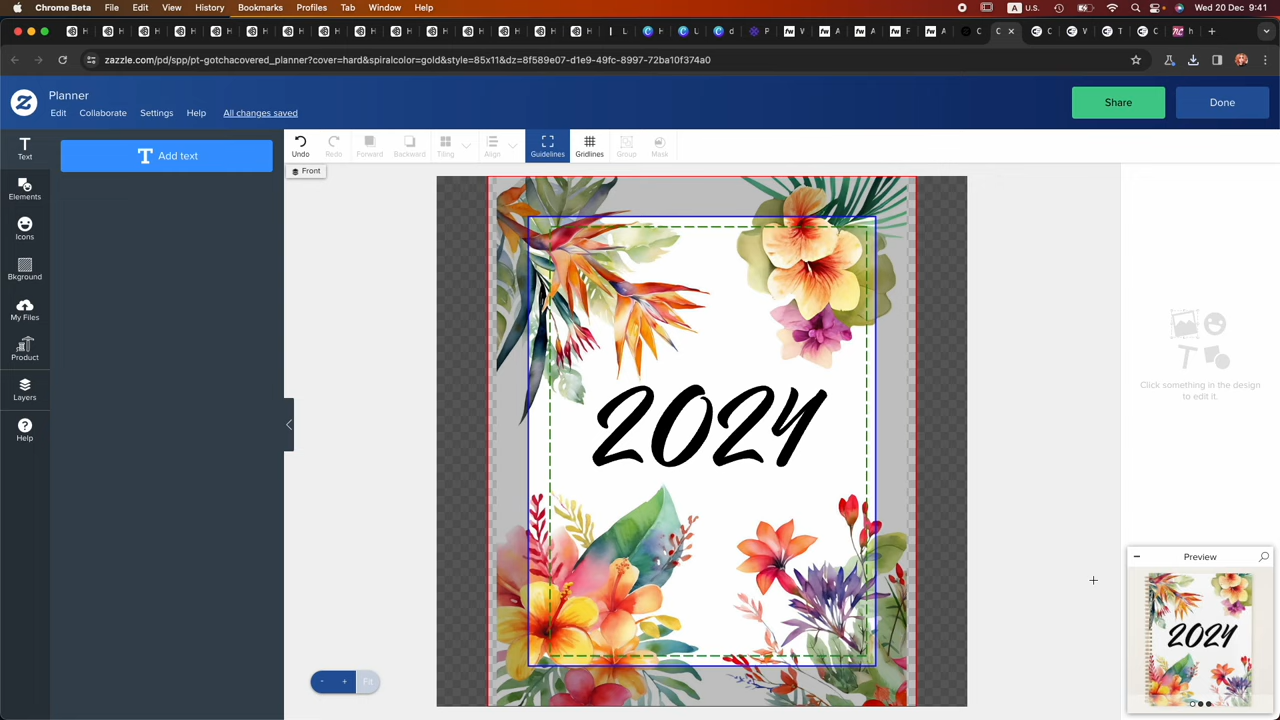 Chrome Beta File Edit View History Bookmarks Profiles Tab Window Help U.S. Wed 20 Dec 9:41
zazzle.com/pd/spp/pt-gotchacovered_planner?cover=hard&spiralcolor=gold&style=85x11&dz=8f589e07-d1e9-49fc-8997-72ba10f374a0
Planner
Edit Collaborate Settings Help All changes saved
Share Done
Text
Elements
Icons
Bkground
My Files
Product
Layers
Help
Add text
Undo Redo Forward Backward Tiling Align Guidelines Gridlines Group Mask
Front
2024
- + Fit
Click something in the design
to edit it.
Preview
2024